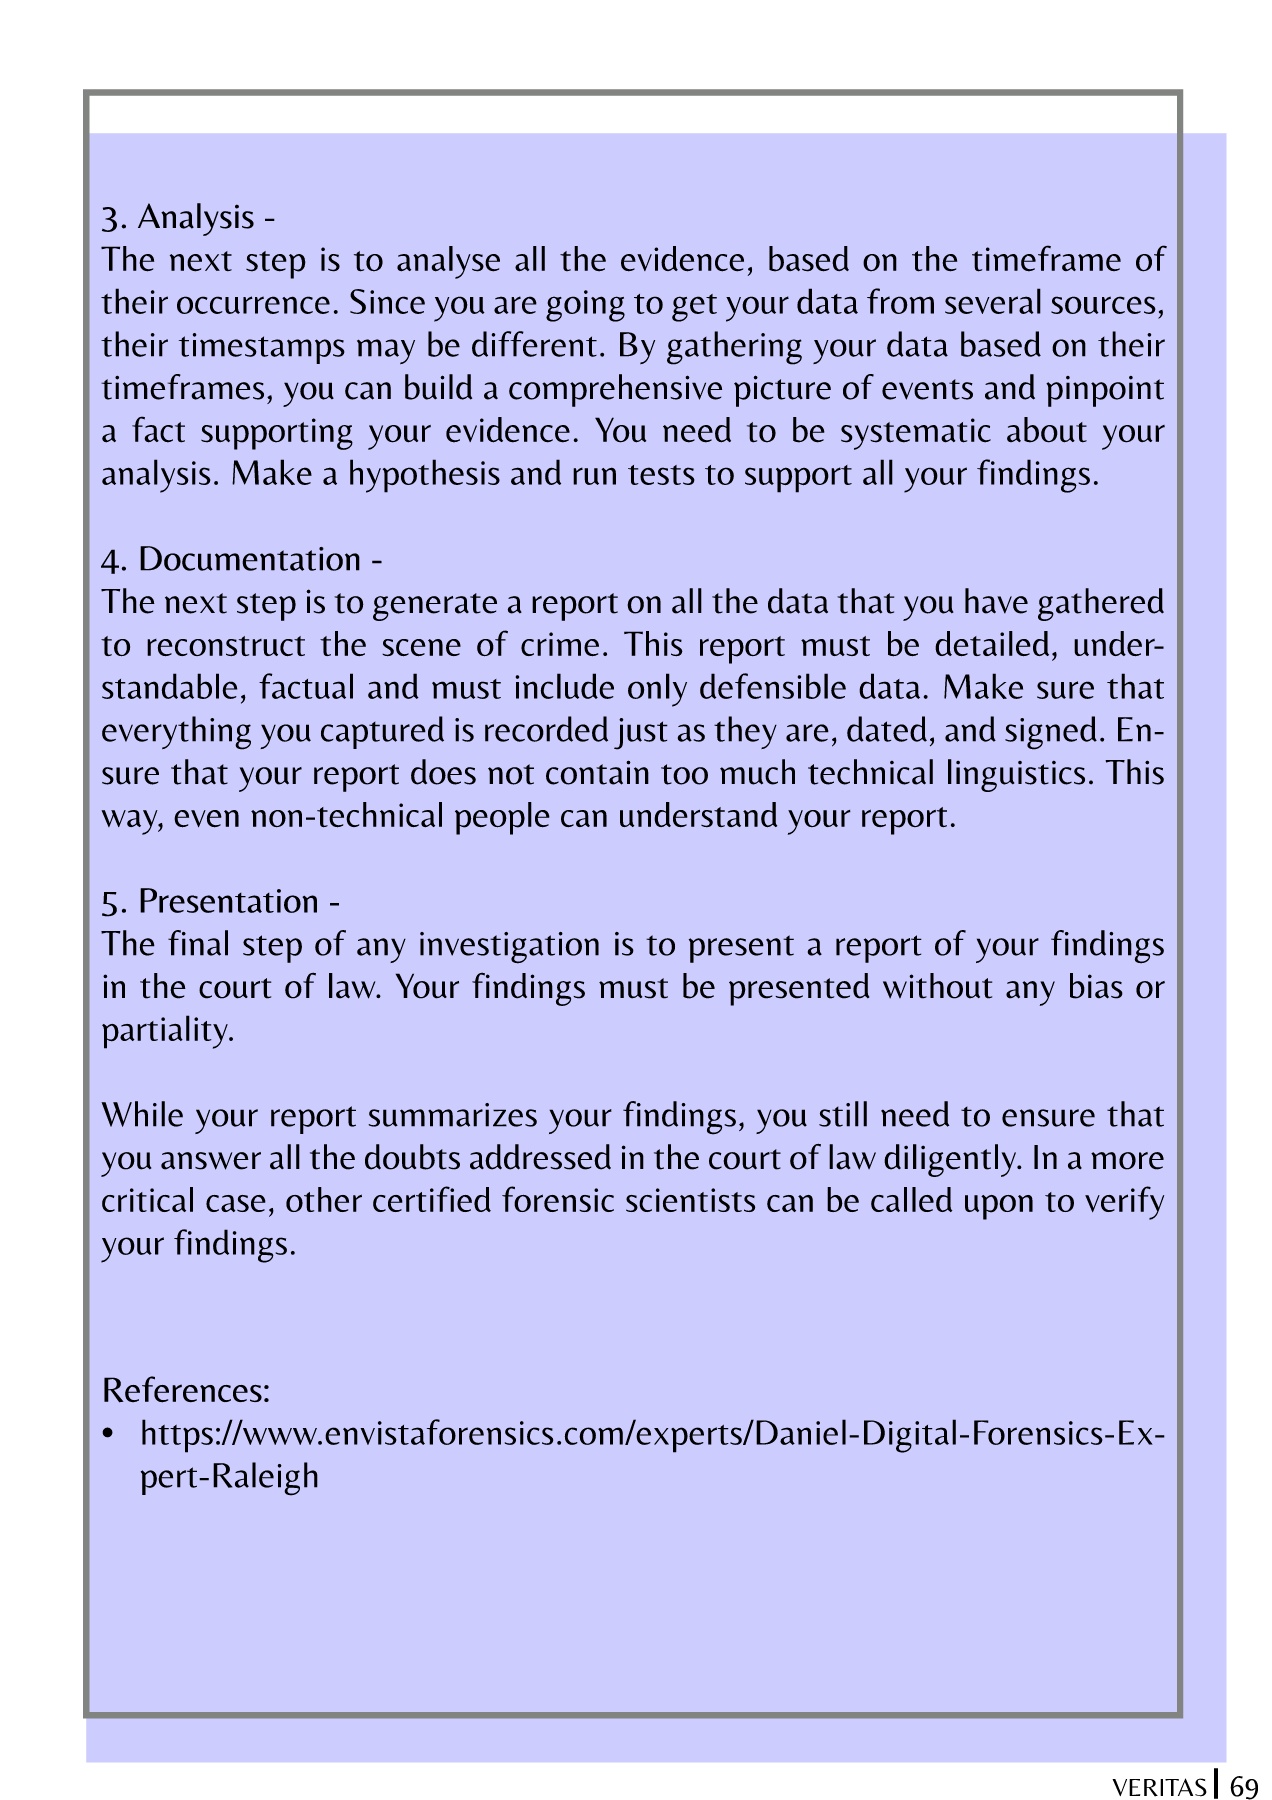 3. Analysis -
The next step is to analyse all the evidence, based on the timeframe of
their occurrence. Since you are going to get your data from several sources,
their timestamps may be different. By gathering your data based on their
timeframes, you can build a comprehensive picture of events and pinpoint
a fact supporting your evidence. You need to be systematic about your
analysis. Make a hypothesis and run tests to support all your findings.
4. Documentation -
The next step is to generate a report on all the data that you have gathered
to reconstruct the scene of crime. This report must be detailed, under-
standable, factual and must include only defensible data. Make sure that
everything you captured is recorded just as they are, dated, and signed. En-
sure that your report does not contain too much technical linguistics. This
way, even non-technical people can understand your report.
5. Presentation -
The final step of any investigation is to present a report of your findings
in the court of law. Your findings must be presented without any bias or
partiality.
While your report summarizes your findings, you still need to ensure that
you answer all the doubts addressed in the court of law diligently. In a more
critical case, other certified forensic scientists can be called upon to verify
your findings.
References:
• https://www.envistaforensics.com/experts/Daniel-Digital-Forensics-Ex-
pert-Raleigh
VERITAS | 69